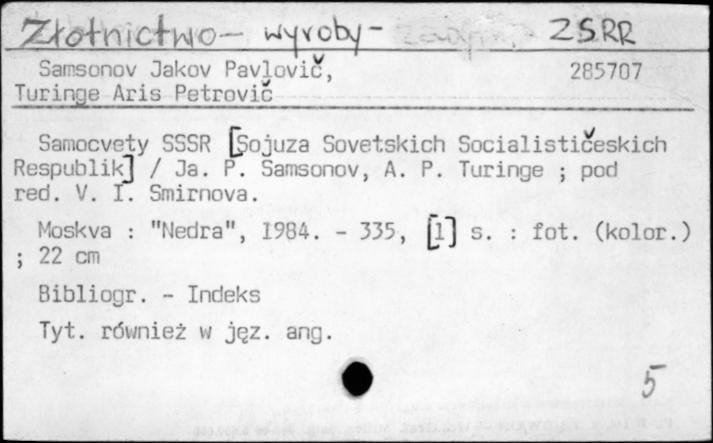 Złotnictwo - wyroby - ZSRR
Samsonov Jakov Pavlovič, 285707
Turinge Aris Petrovič
Samocvety SSSR [Sojuza Sovetskich Socialističeskich
Respublik] / Ja. P. Samsonov, A. P. Turinge ; pod
red. V. I. Smirnova.
Moskva : "Nedra", 1984. - 335, [1] s. : fot. (kolor.)
; 22 cm
Bibliogr. - Indeks
Tyt. również w jęz. ang.
5